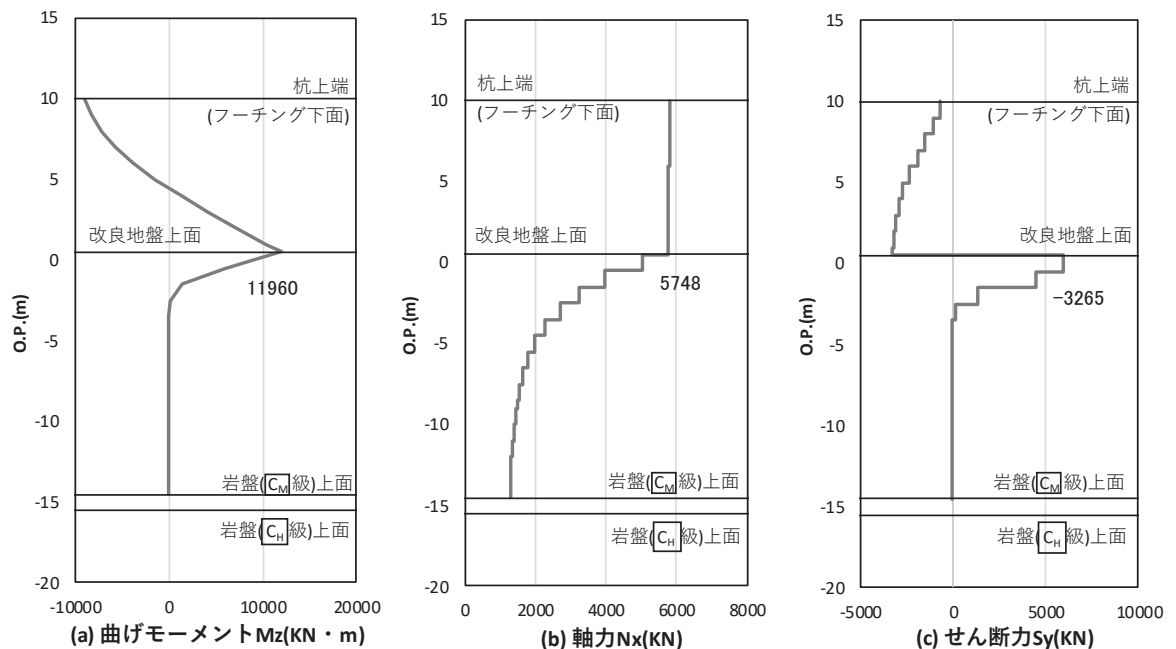 15
10
5
0
-5
-10
-15
-20
O.P.(m)
杭上端
(フーチング下面)
改良地盤上面
11960
岩盤(CM級)上面
岩盤(CH級)上面
-10000 0 10000 20000
(a) 曲げモーメントMz(KN・m)
15
10
5
0
-5
-10
-15
-20
O.P.(m)
杭上端
(フーチング下面)
改良地盤上面
5748
岩盤(CM級)上面
岩盤(CH級)上面
0 2000 4000 6000 8000
(b) 軸力Nx(KN)
15
10
5
0
-5
-10
-15
-20
O.P.(m)
杭上端
(フーチング下面)
改良地盤上面
-3265
岩盤(CM級)上面
岩盤(CH級)上面
-5000 0 5000 10000
(c) せん断力Sy(KN)